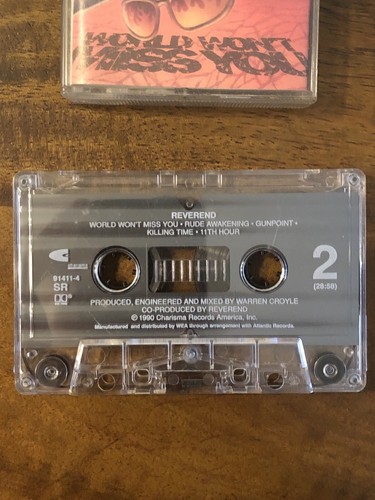 WORLD WON'T
MISS YOU
REVEREND
WORLD WON'T MISS YOU • RUDE AWAKENING • GUNPOINT •
KILLING TIME • 11TH HOUR
91411-4
SR
2
(28:58)
PRODUCED, ENGINEERED AND MIXED BY WARREN CROYLE
CO-PRODUCED BY REVEREND
℗ 1990 Charisma Records America, Inc.
Manufactured and distributed by WEA through arrangement with Atlantic Records.